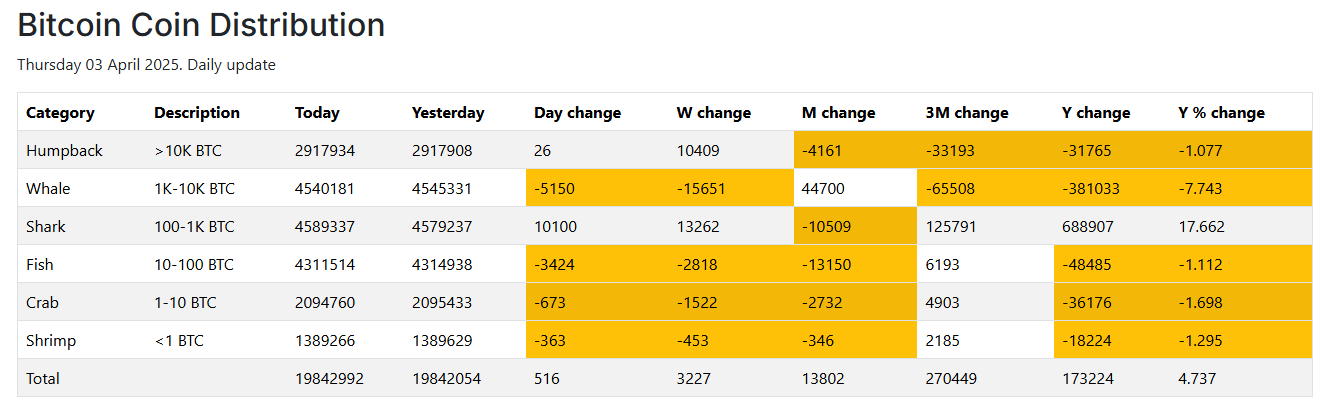 Bitcoin Coin Distribution
Thursday 03 April 2025. Daily update
Category Description Today Yesterday Day change W change M change 3M change Y change Y % change
Humpback >10K BTC 2917934 2917908 26 10409 -4161 -33193 -31765 -1.077
Whale 1K-10K BTC 4540181 4545331 -5150 -15651 44700 -65508 -381033 -7.743
Shark 100-1K BTC 4589337 4579237 10100 13262 -10509 125791 688907 17.662
Fish 10-100 BTC 4311514 4314938 -3424 -2818 -13150 6193 -48485 -1.112
Crab 1-10 BTC 2094760 2095433 -673 -1522 -2732 4903 -36176 -1.698
Shrimp <1 BTC 1389266 1389629 -363 -453 -346 2185 -18224 -1.295
Total 19842992 19842054 516 3227 13802 270449 173224 4.737